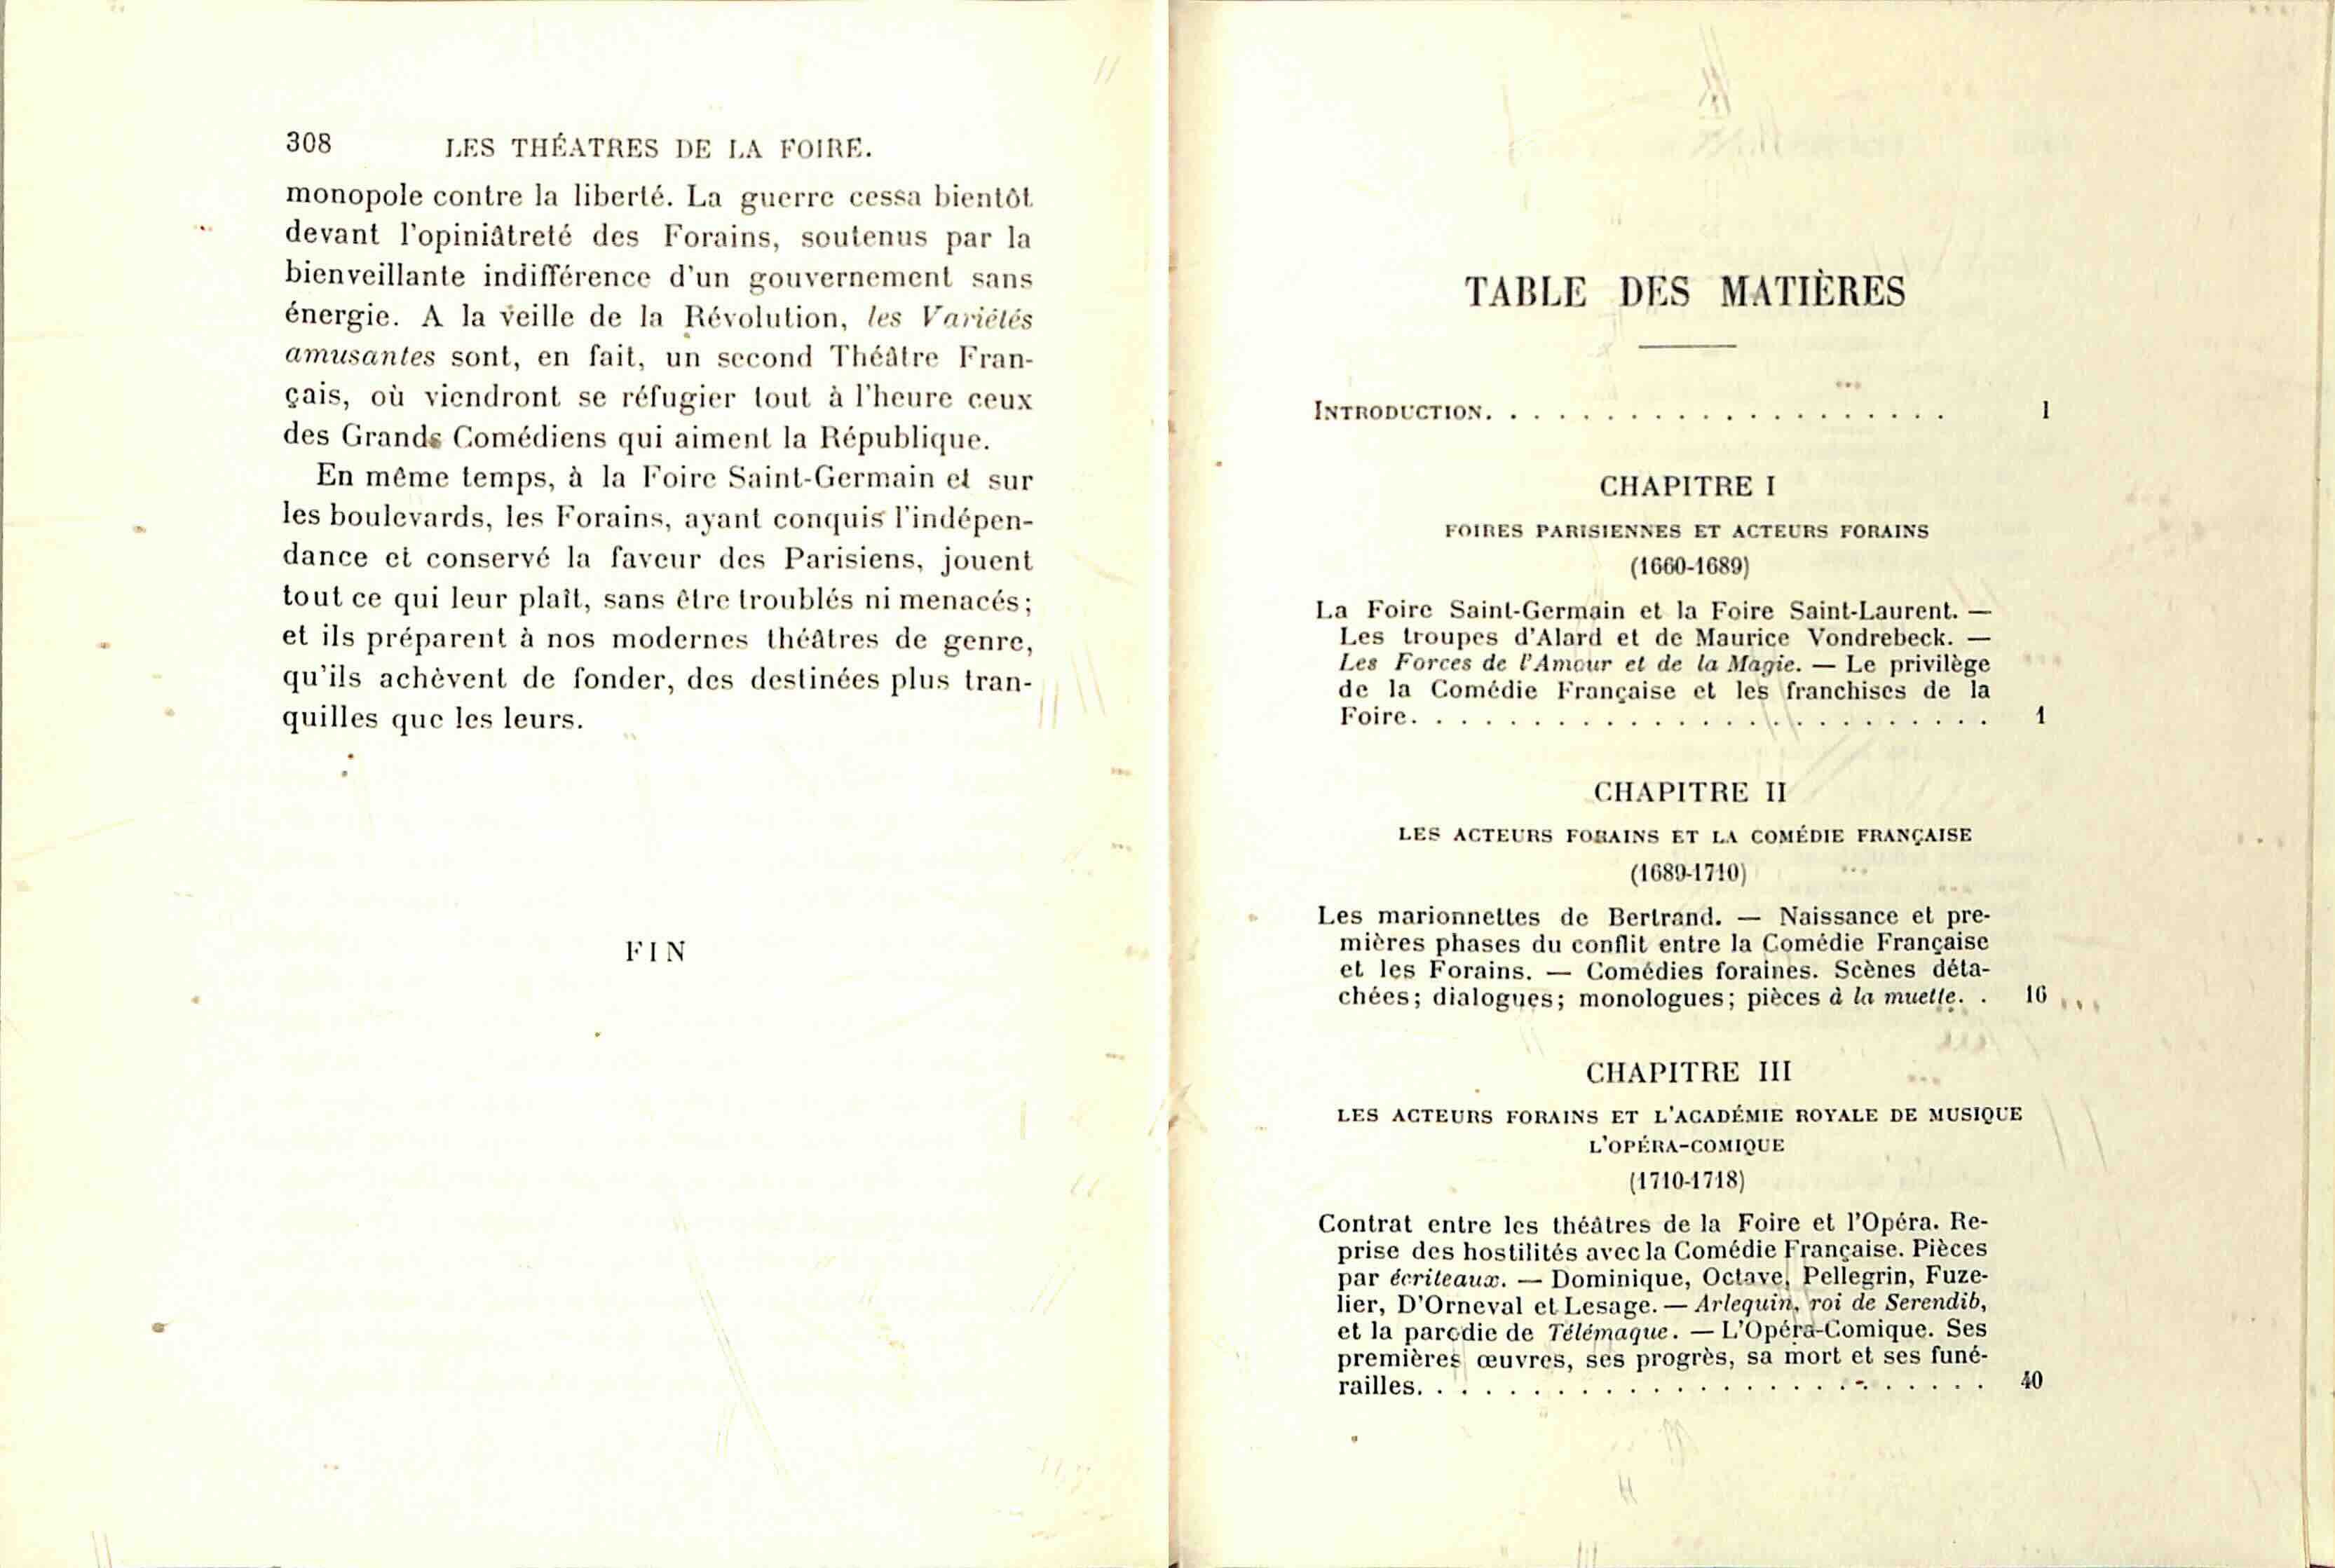 308 LES THÉATRES DE LA FOIRE.
monopole contre la liberté. La guerre cessa bientôt
devant l'opiniâtreté des Forains, soutenus par la
bienveillante indifférence d'un gouvernement sans
énergie. A la veille de la Révolution, les Variétés
amusantes sont, en fait, un second Théâtre Fran-
çais, où viendront se réfugier tout à l'heure ceux
des Grands Comédiens qui aiment la République.
En même temps, à la Foire Saint-Germain et sur
les boulevards, les Forains, ayant conquis l'indépen-
dance et conservé la faveur des Parisiens, jouent
tout ce qui leur plaît, sans être troublés ni menacés;
et ils préparent à nos modernes théâtres de genre,
qu'ils achèvent de fonder, des destinées plus tran-
quilles que les leurs.
FIN
TABLE DES MATIÈRES
INTRODUCTION. . . . . . . . . . . . . . . . . . . . 1
CHAPITRE I
FOIRES PARISIENNES ET ACTEURS FORAINS
(1660-1689)
La Foire Saint-Germain et la Foire Saint-Laurent. —
Les troupes d'Alard et de Maurice Vondrebeck. —
Les Forces de l'Amour et de la Magie. — Le privilège
de la Comédie Française et les franchises de la
Foire. . . . . . . . . . . . . . . . . . . . . . . . . 1
CHAPITRE II
LES ACTEURS FORAINS ET LA COMÉDIE FRANÇAISE
(1689-1710)
Les marionnettes de Bertrand. — Naissance et pre-
mières phases du conflit entre la Comédie Française
et les Forains. — Comédies foraines. Scènes déta-
chées; dialogues; monologues; pièces à la muette. . 16
CHAPITRE III
LES ACTEURS FORAINS ET L'ACADÉMIE ROYALE DE MUSIQUE
L'OPÉRA-COMIQUE
(1710-1718)
Contrat entre les théâtres de la Foire et l'Opéra. Re-
prise des hostilités avec la Comédie Française. Pièces
par écriteaux. — Dominique, Octave, Pellegrin, Fuze-
lier, D'Orneval et Lesage. — Arlequin, roi de Serendib,
et la parodie de Télémaque. — L'Opéra-Comique. Ses
premières œuvres, ses progrès, sa mort et ses funé-
railles. . . . . . . . . . . . . . . . . . . . . . . . 40